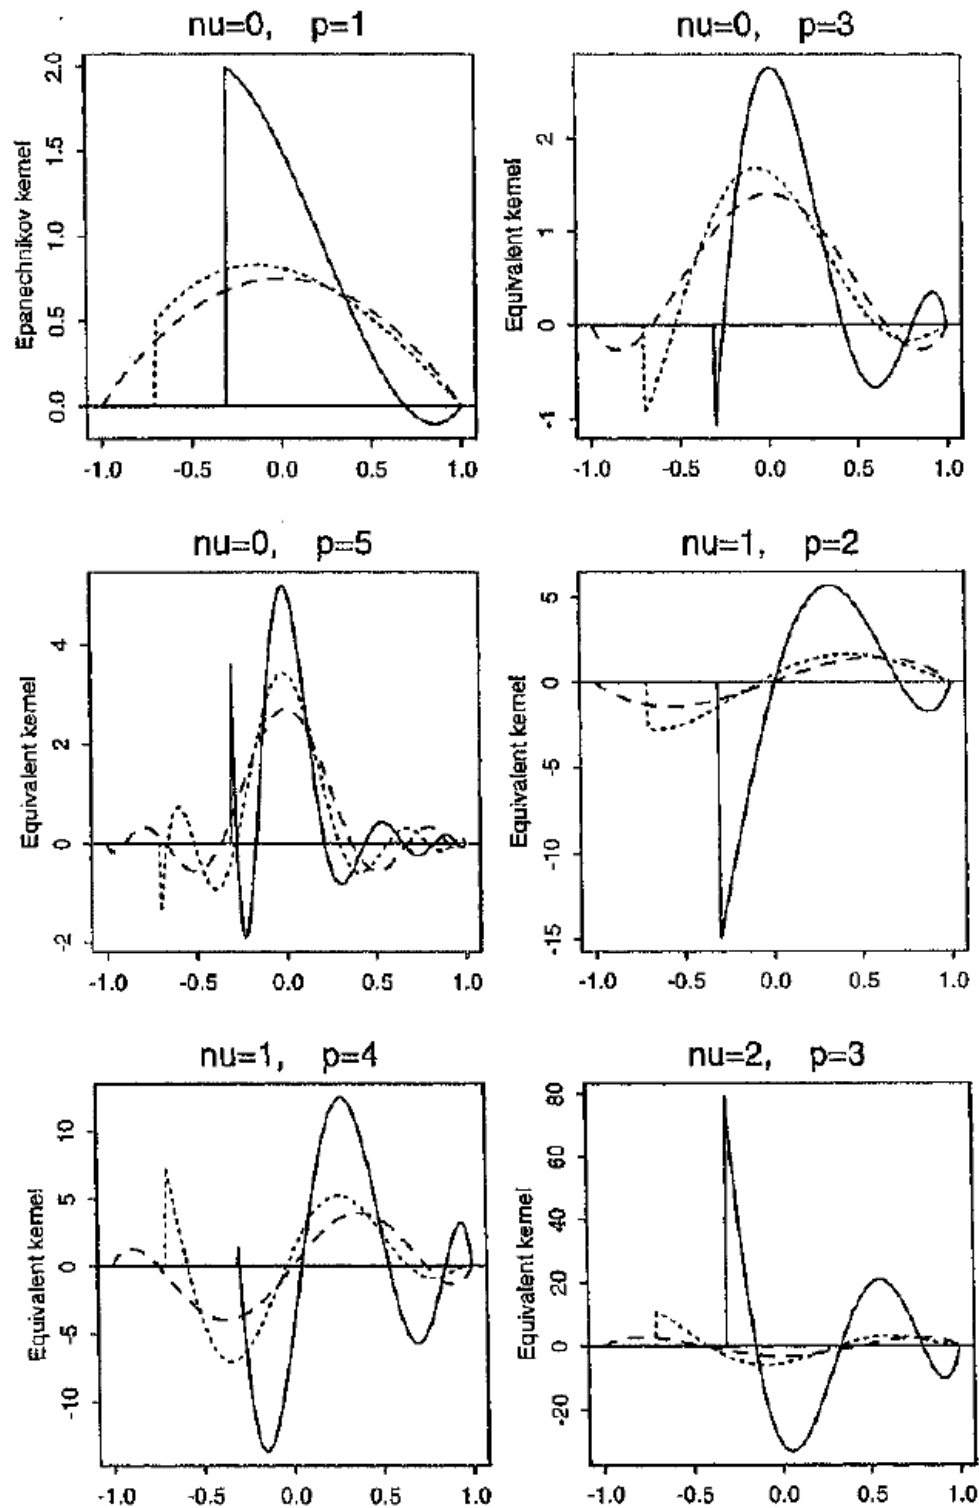 nu=0, p=1
Epanechnikov kernel
2.0
1.5
1.0
0.5
0.0
-1.0 -0.5 0.0 0.5 1.0
nu=0, p=3
Equivalent kernel
2
1
0
-1
-1.0 -0.5 0.0 0.5 1.0
nu=0, p=5
Equivalent kernel
4
2
0
-2
-1.0 -0.5 0.0 0.5 1.0
nu=1, p=2
Equivalent kernel
5
0
-5
-10
-15
-1.0 -0.5 0.0 0.5 1.0
nu=1, p=4
Equivalent kernel
10
5
0
-5
-10
-1.0 -0.5 0.0 0.5 1.0
nu=2, p=3
Equivalent kernel
80
60
40
20
0
-20
-1.0 -0.5 0.0 0.5 1.0